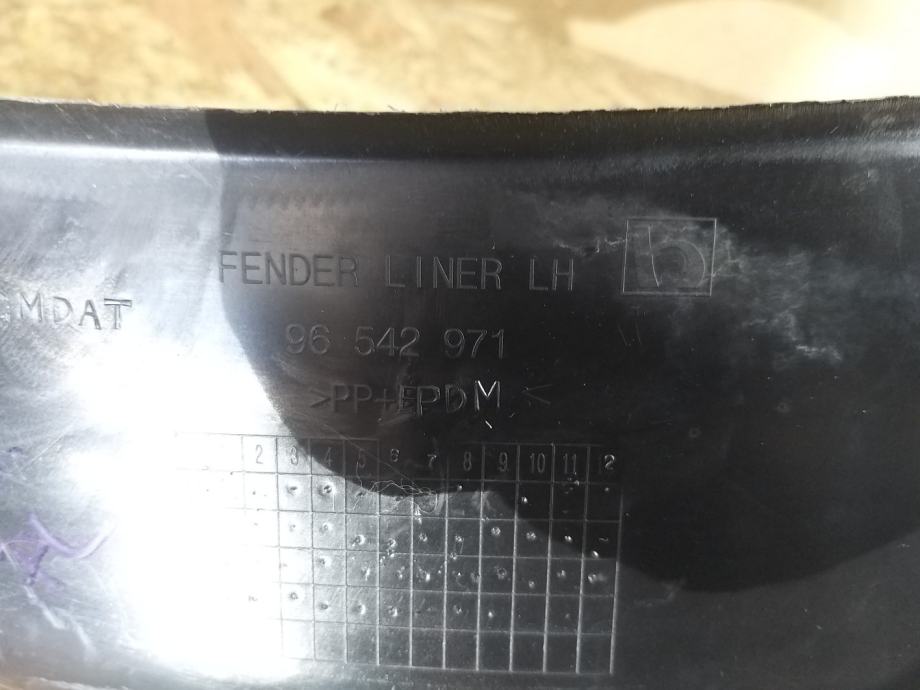 FENDER LINER LH
MDAT
96 542 971
>PP+EPDM<
2 3 4 5 6 7 8 9 10 11 12